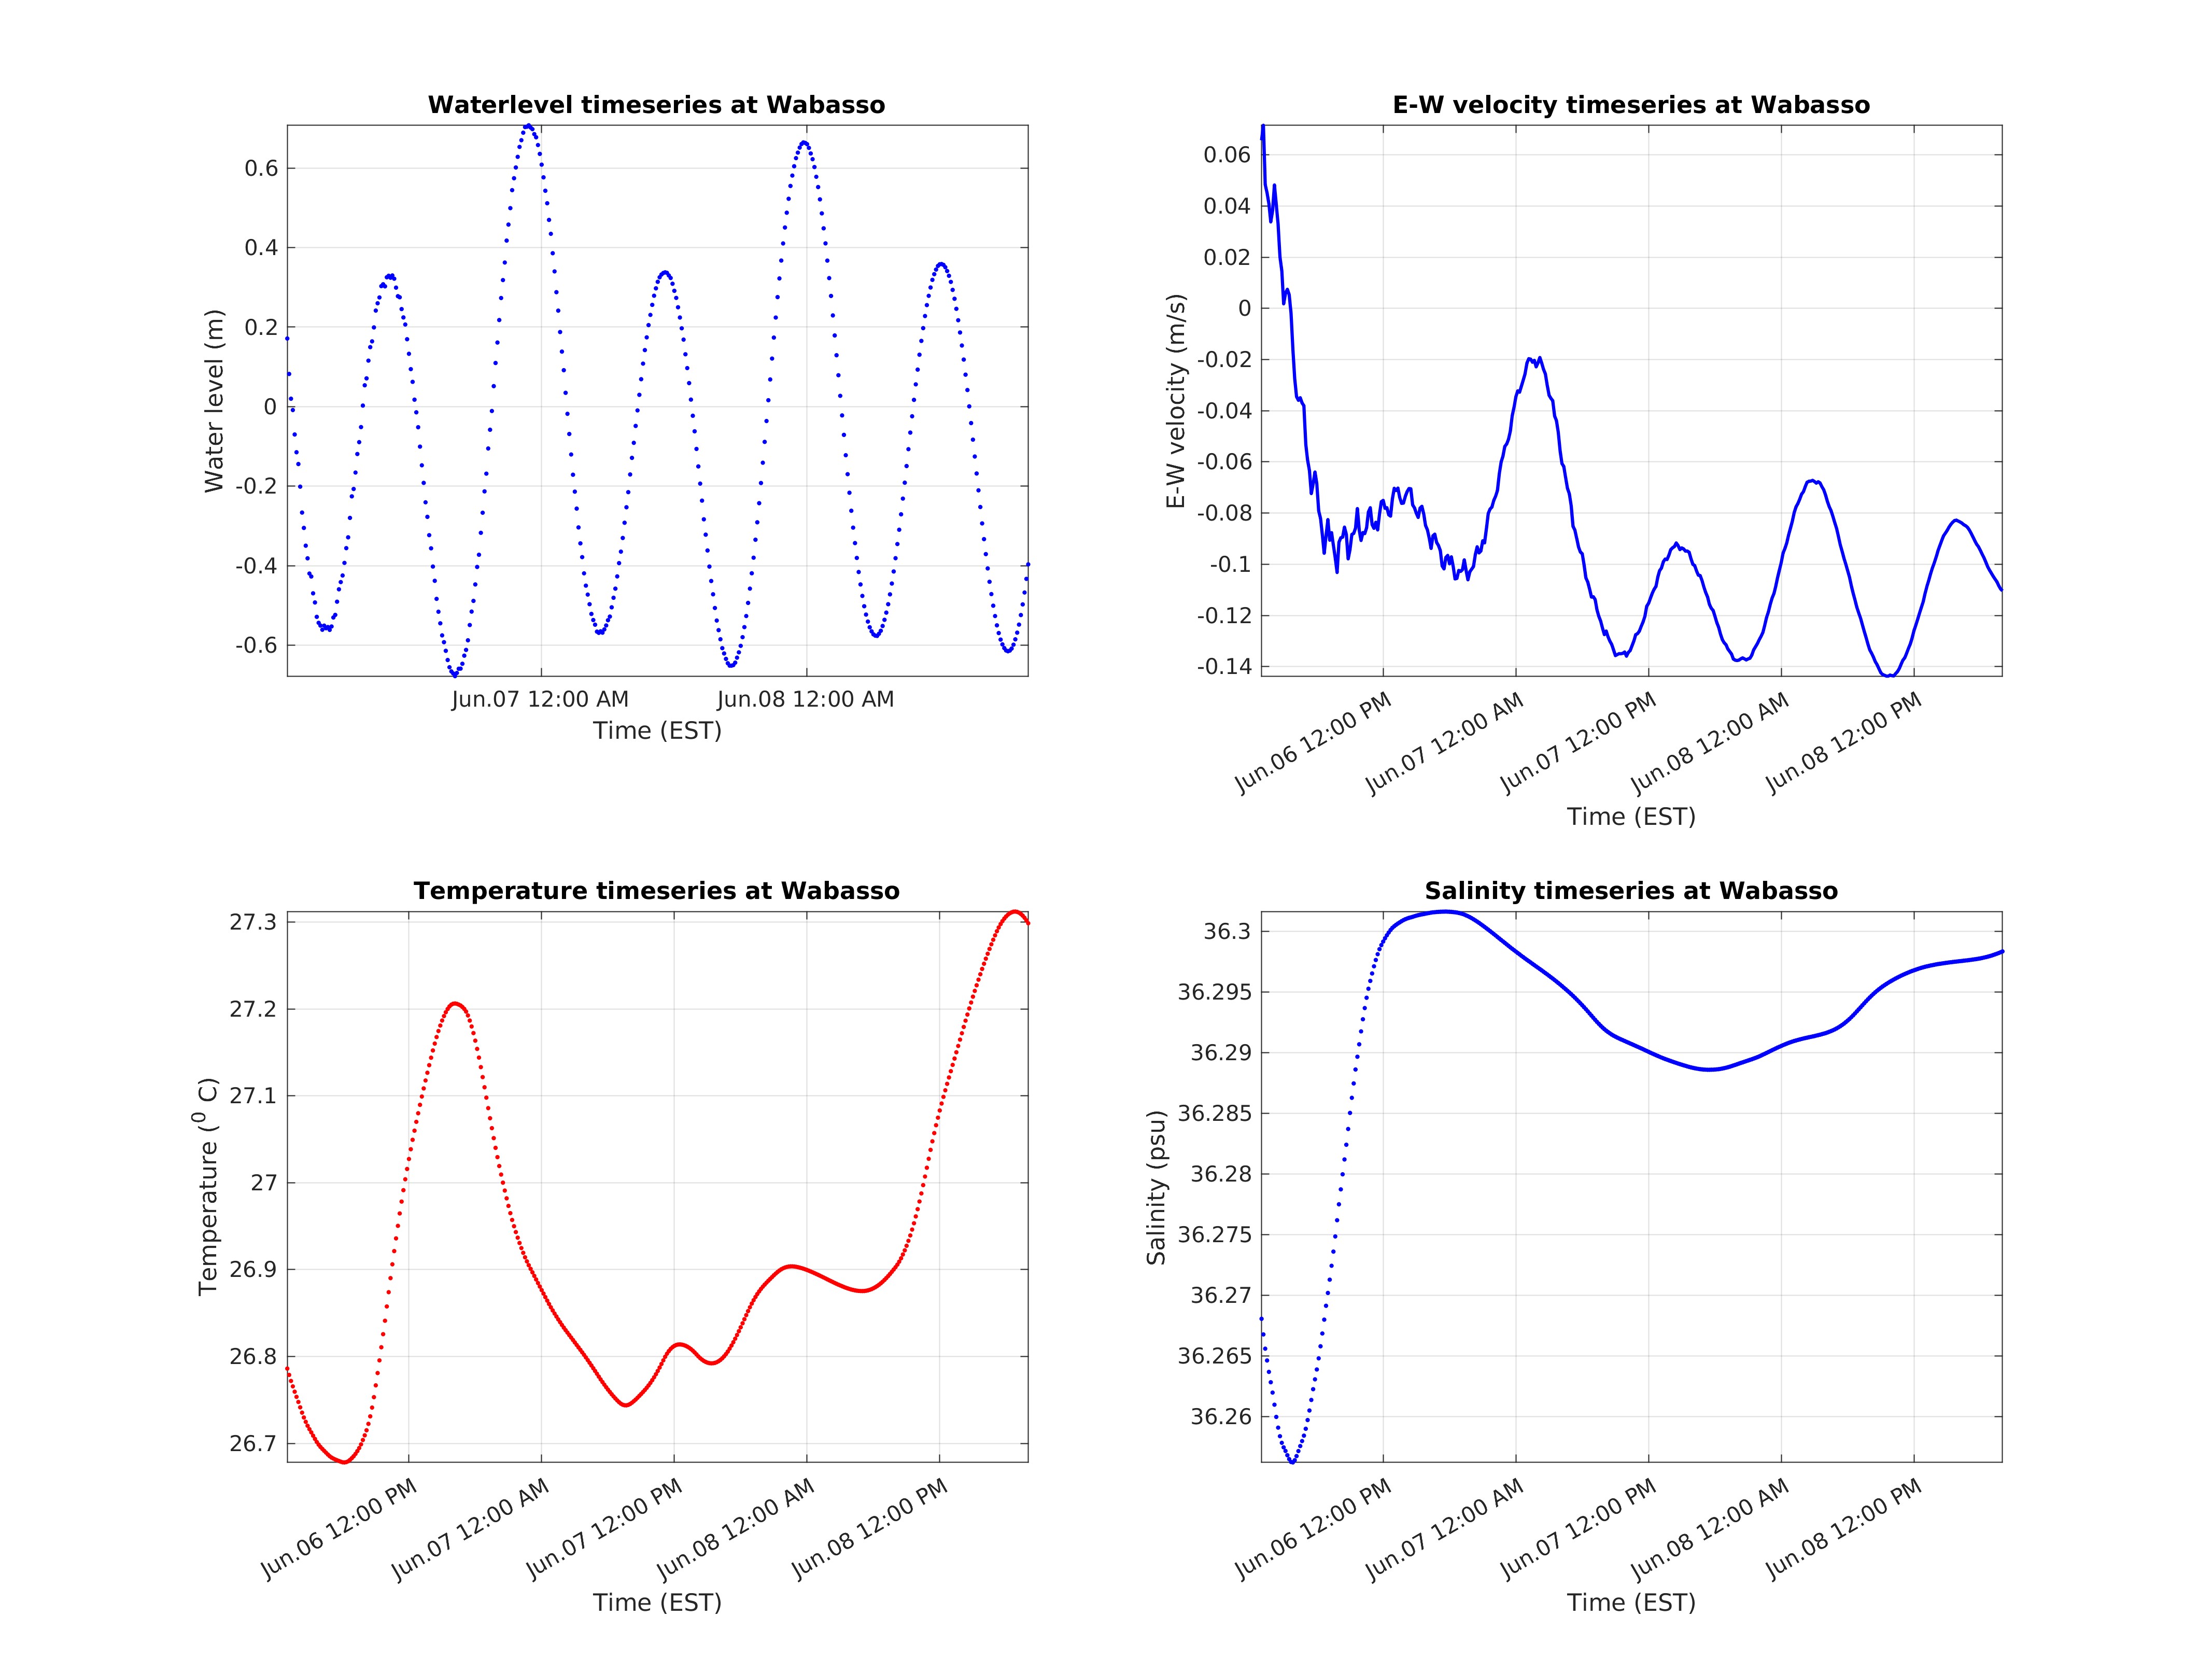 Waterlevel timeseries at Wabasso
0.6
0.4
0.2
0
-0.2
-0.4
-0.6
Water level (m)
Jun.07 12:00 AM
Jun.08 12:00 AM
Time (EST)
E-W velocity timeseries at Wabasso
0.06
0.04
0.02
0
-0.02
-0.04
-0.06
-0.08
-0.1
-0.12
-0.14
E-W velocity (m/s)
Jun.06 12:00 PM
Jun.07 12:00 AM
Jun.07 12:00 PM
Jun.08 12:00 AM
Jun.08 12:00 PM
Time (EST)
Temperature timeseries at Wabasso
27.3
27.2
27.1
27
26.9
26.8
26.7
Temperature (⁰ C)
Jun.06 12:00 PM
Jun.07 12:00 AM
Jun.07 12:00 PM
Jun.08 12:00 AM
Jun.08 12:00 PM
Time (EST)
Salinity timeseries at Wabasso
36.3
36.295
36.29
36.285
36.28
36.275
36.27
36.265
36.26
Salinity (psu)
Jun.06 12:00 PM
Jun.07 12:00 AM
Jun.07 12:00 PM
Jun.08 12:00 AM
Jun.08 12:00 PM
Time (EST)